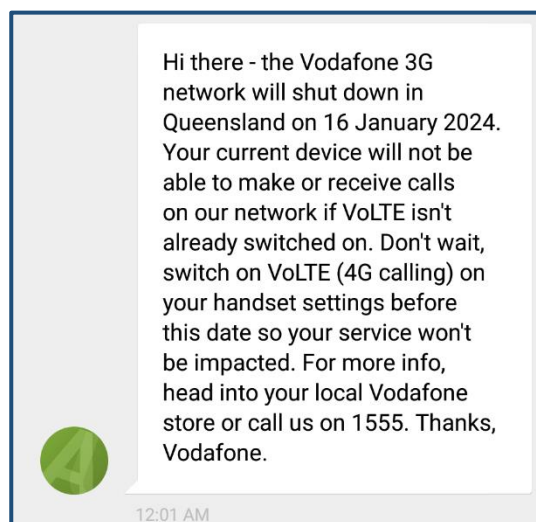 Hi there - the Vodafone 3G
network will shut down in
Queensland on 16 January 2024.
Your current device will not be
able to make or receive calls
on our network if VoLTE isn't
already switched on. Don't wait,
switch on VoLTE (4G calling) on
your handset settings before
this date so your service won't
be impacted. For more info,
head into your local Vodafone
store or call us on 1555. Thanks,
Vodafone.
A
12:01 AM